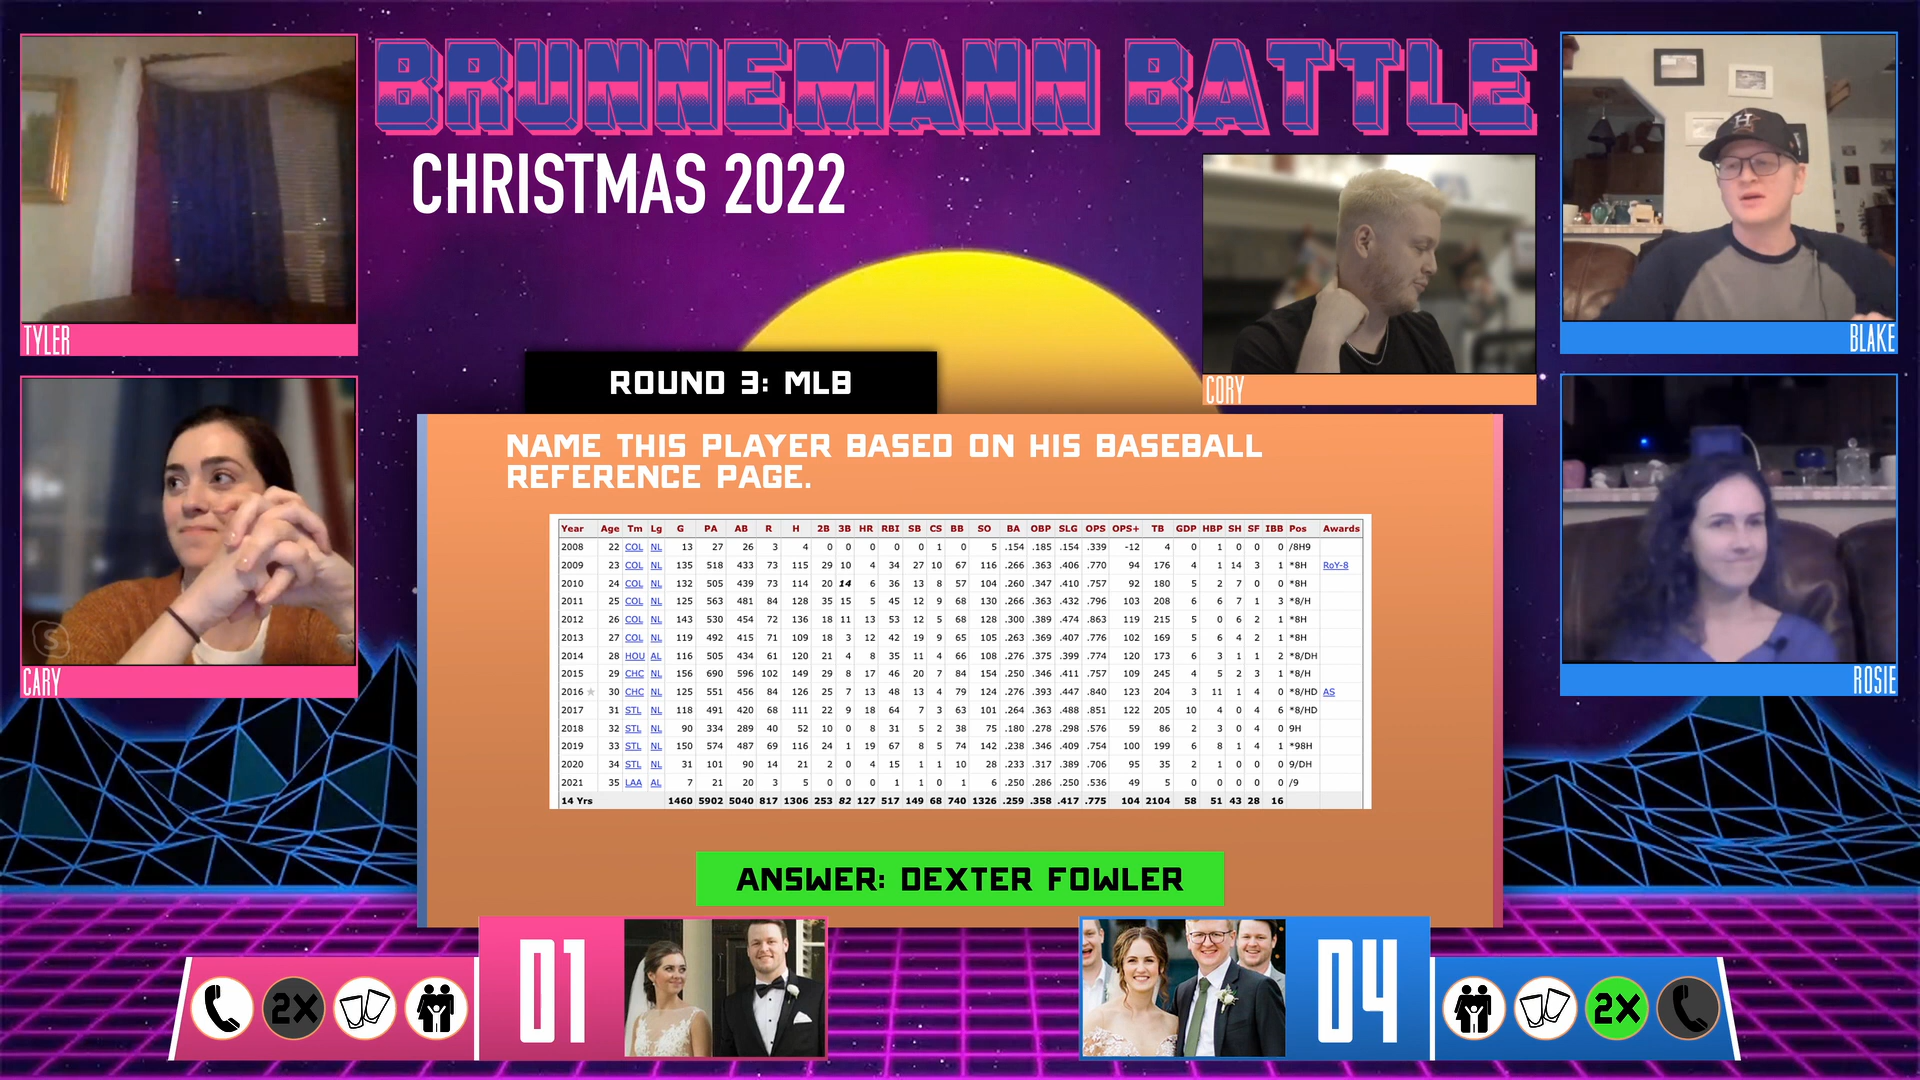 BRUNNEMANN BATTLE
CHRISTMAS 2022
TYLER
CARY
CORY
BLAKE
ROSIE
ROUND 3: MLB
NAME THIS PLAYER BASED ON HIS BASEBALL
REFERENCE PAGE.
Year Age Tm Lg G PA AB R H 2B 3B HR RBI SB CS BB SO BA OBP SLG OPS OPS+ TB GDP HBP SH SF IBB Pos Awards
2008 22 COL NL 13 27 26 3 4 0 0 0 0 0 1 0 5 .154 .185 .154 .339 -12 4 0 1 0 0 0 /8H9
2009 23 COL NL 135 518 433 73 115 29 10 4 34 27 10 67 116 .266 .363 .406 .770 94 176 4 1 14 3 1 *8H RoY-8
2010 24 COL NL 132 505 439 73 114 20 14 6 36 13 8 57 104 .260 .347 .410 .757 92 180 5 2 7 0 0 *8H
2011 25 COL NL 125 563 481 84 128 35 15 5 45 12 9 68 130 .266 .363 .432 .796 103 208 6 6 7 1 3 *8/H
2012 26 COL NL 143 530 454 72 136 18 11 13 53 12 5 68 128 .300 .389 .474 .863 119 215 5 0 6 2 1 *8H
2013 27 COL NL 119 492 415 71 109 18 3 12 42 19 9 65 105 .263 .369 .407 .776 102 169 5 6 4 2 1 *8H
2014 28 HOU AL 116 505 434 61 120 21 4 8 35 11 4 66 108 .276 .375 .399 .774 120 173 6 3 1 1 2 *8/DH
2015 29 CHC NL 156 690 596 102 149 29 8 17 46 20 7 84 154 .250 .346 .411 .757 109 245 4 5 2 3 1 *8/H
2016 ★ 30 CHC NL 125 551 456 84 126 25 7 13 48 13 4 79 124 .276 .393 .447 .840 123 204 3 11 1 4 0 *8/HD AS
2017 31 STL NL 118 491 420 68 111 22 9 18 64 7 3 63 101 .264 .363 .488 .851 122 205 10 4 0 4 6 *8/HD
2018 32 STL NL 90 334 289 40 52 10 0 8 31 5 2 38 75 .180 .278 .298 .576 59 86 2 3 0 4 0 9H
2019 33 STL NL 150 574 487 69 116 24 1 19 67 8 5 74 142 .238 .346 .409 .754 100 199 6 8 1 4 1 *98H
2020 34 STL NL 31 101 90 14 21 2 0 4 15 1 1 10 28 .233 .317 .389 .706 95 35 2 1 0 0 0 9/DH
2021 35 LAA AL 7 21 20 3 5 0 0 0 1 1 0 1 6 .250 .286 .250 .536 49 5 0 0 0 0 0 /9
14 Yrs 1460 5902 5040 817 1306 253 82 127 517 149 68 740 1326 .259 .358 .417 .775 104 2104 58 51 43 28 16
ANSWER: DEXTER FOWLER
2X
01
04
2X